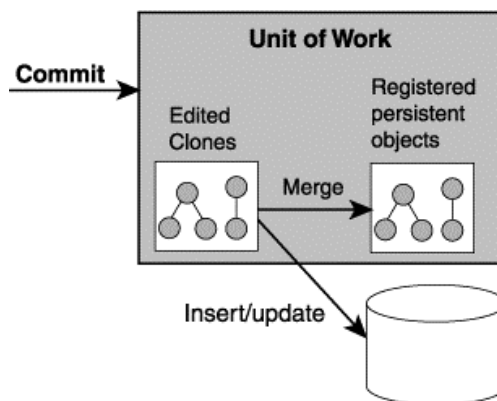 Unit of Work
Commit
Edited
Clones
Registered
persistent
objects
Merge
Insert/update